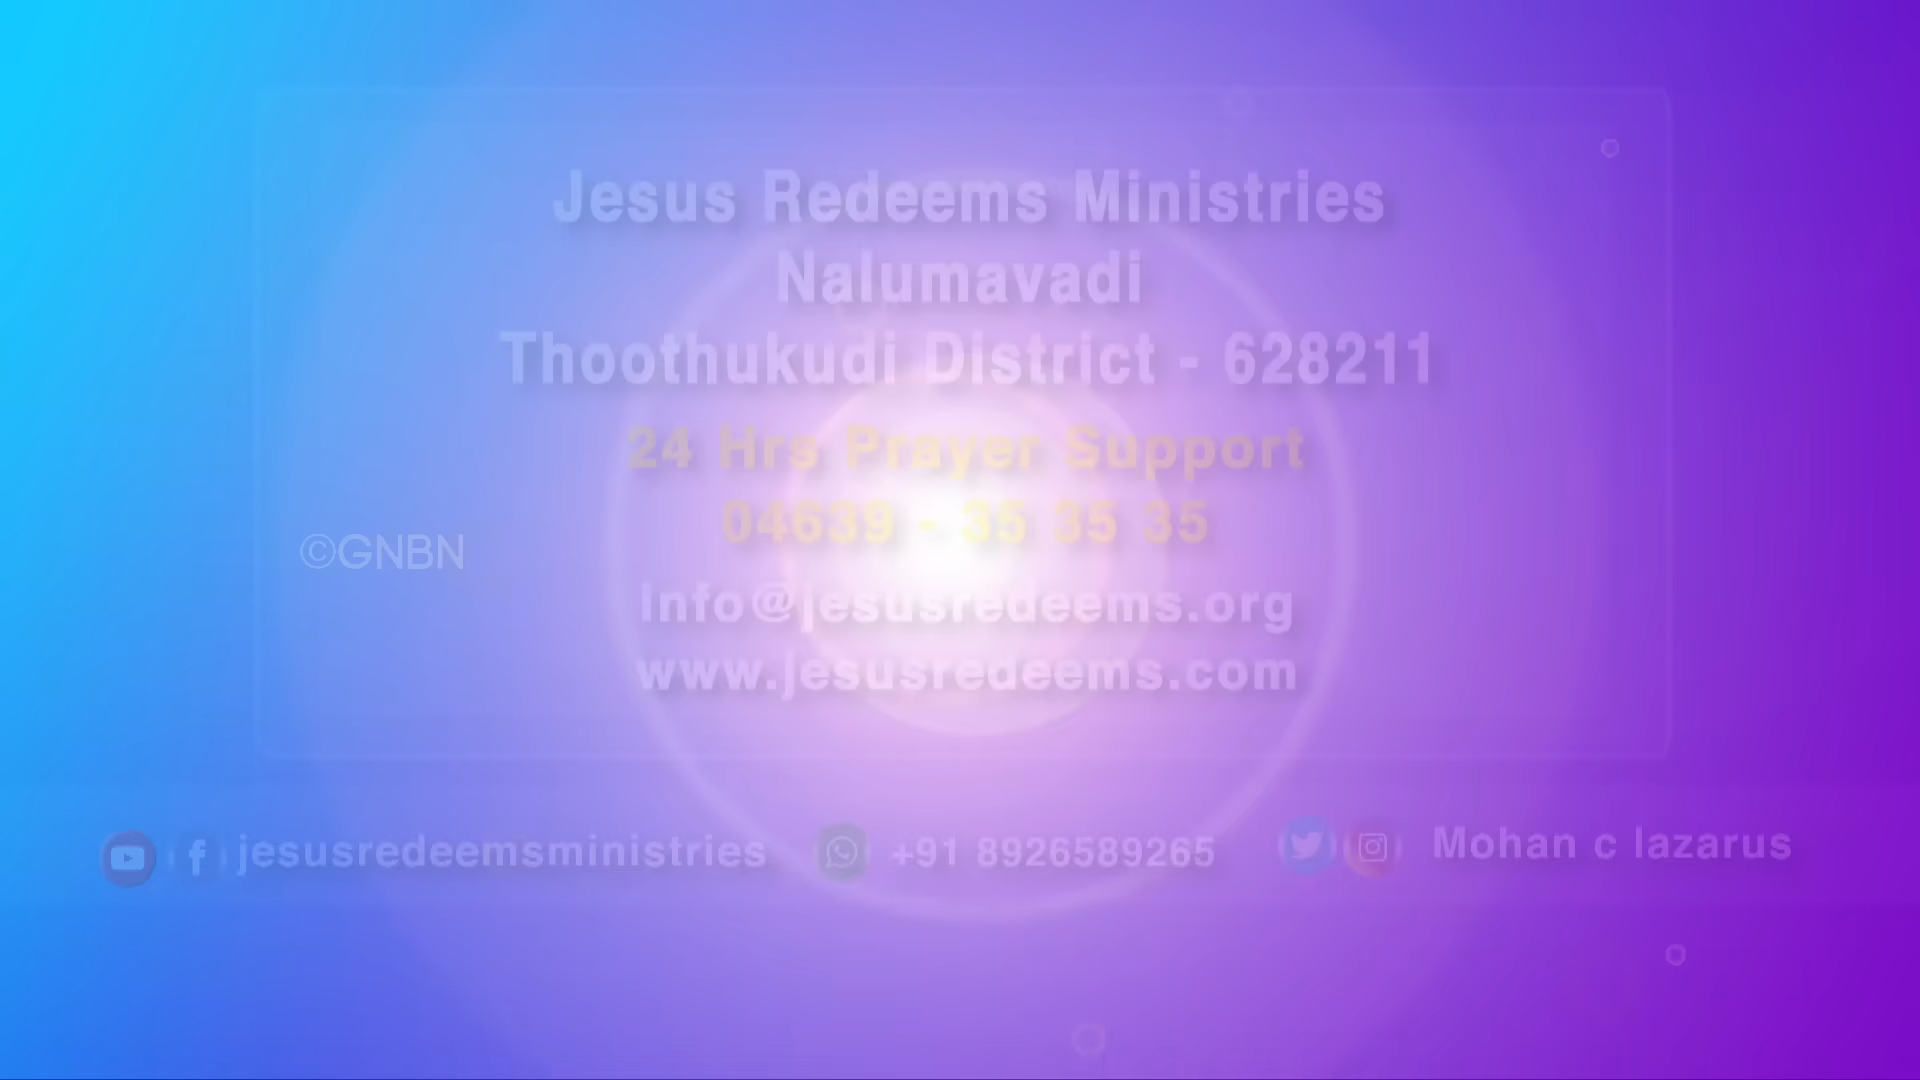 Jesus Redeems Ministries
Nalumavadi
Thoothukudi District - 628211
24 Hrs Prayer Support
04639 - 35 35 35
©GNBN
Info@jesusredeems.org
www.jesusredeems.com
jesusredeemsministries
+91 8926589265
Mohan c lazarus